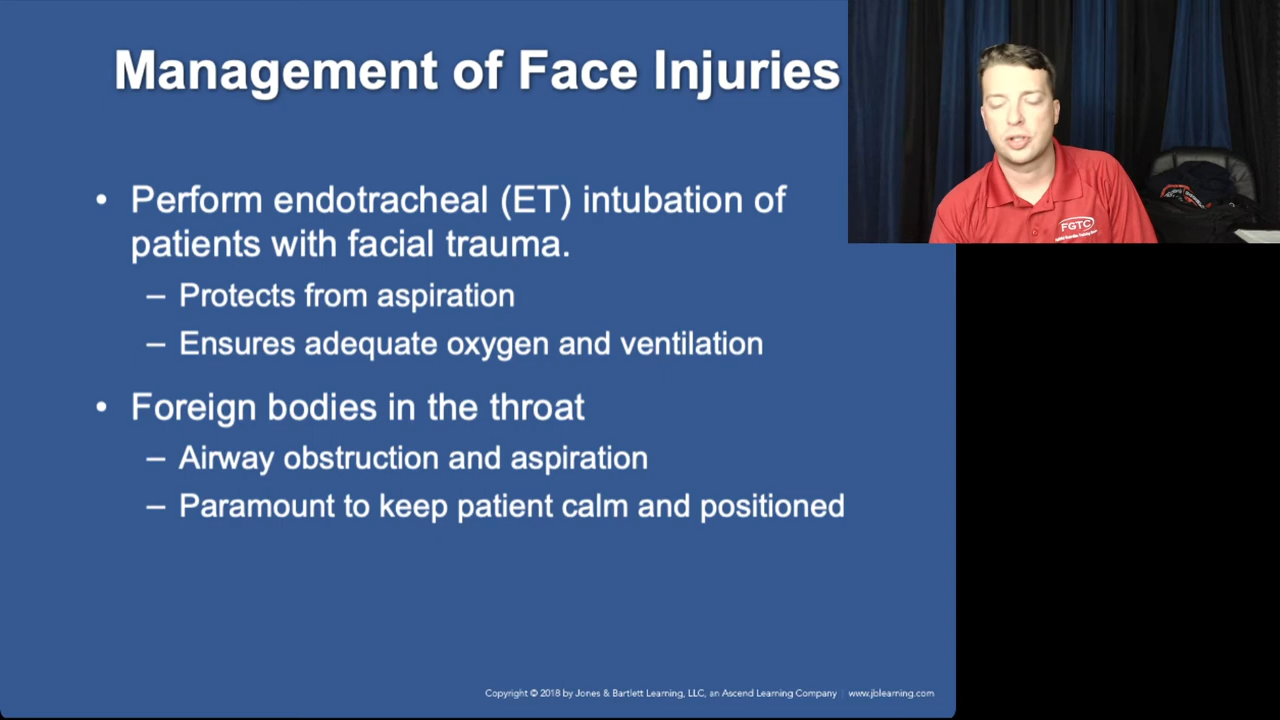 Management of Face Injuries
• Perform endotracheal (ET) intubation of
patients with facial trauma.
– Protects from aspiration
– Ensures adequate oxygen and ventilation
• Foreign bodies in the throat
– Airway obstruction and aspiration
– Paramount to keep patient calm and positioned
FGTC
Copyright © 2018 by Jones & Bartlett Learning, LLC, an Ascend Learning Company | www.jblearning.com